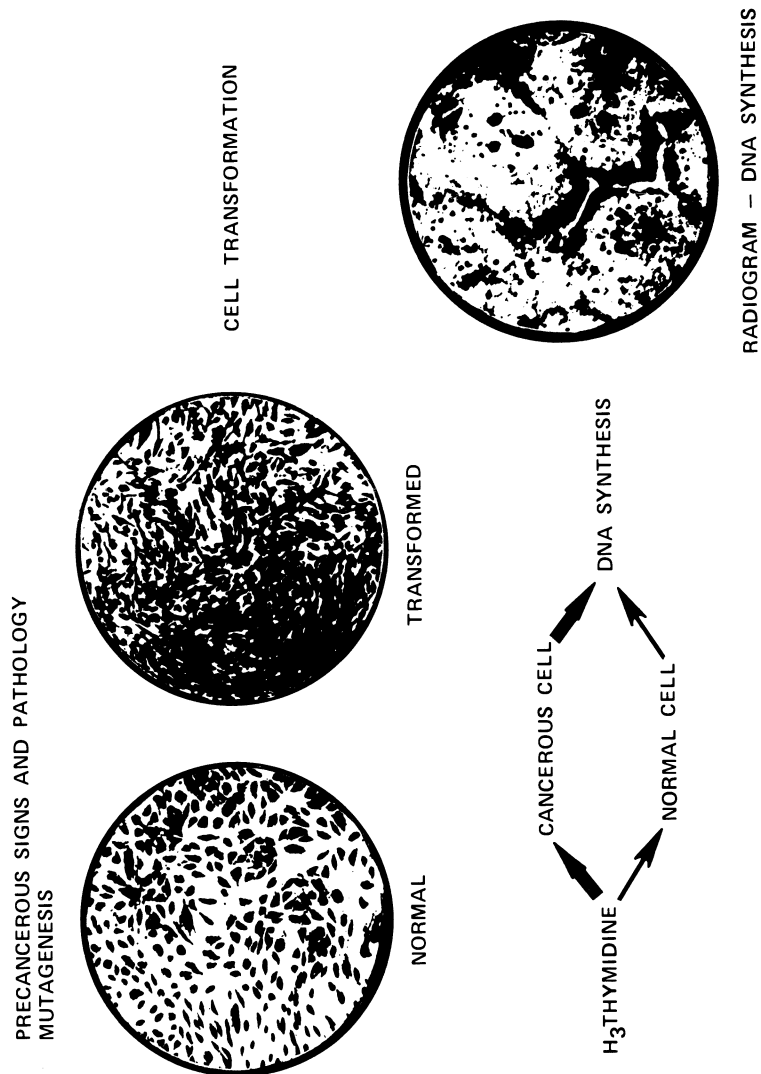 PRECANCEROUS SIGNS AND PATHOLOGY
MUTAGENESIS
NORMAL
TRANSFORMED
CELL TRANSFORMATION
H3THYMIDINE
CANCEROUS CELL
NORMAL CELL
DNA SYNTHESIS
RADIOGRAM – DNA SYNTHESIS